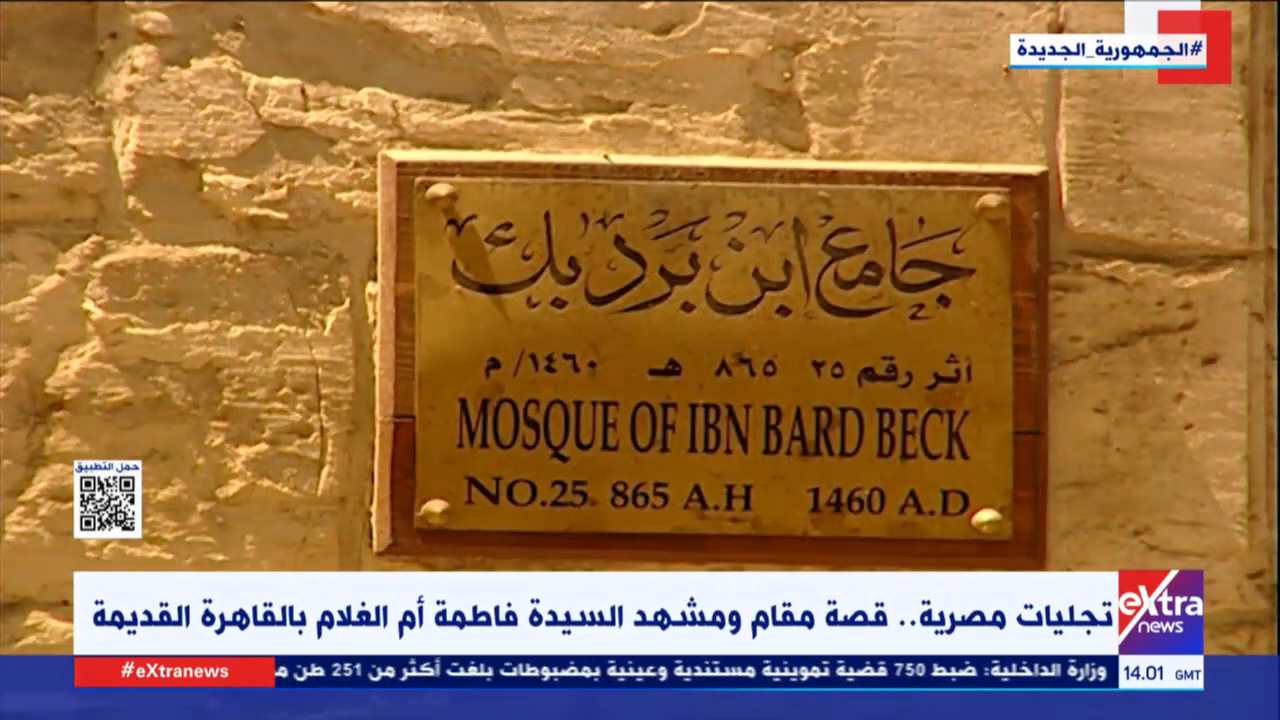 #الجمهورية_الجديدة
جامع ابن برد بك
أثر رقم ٢٥ ٨٦٥ هـ ١٤٦٠/ م
MOSQUE OF IBN BARD BECK
NO.25 865 A.H 1460 A.D
حمل التطبيق
تجليات مصرية.. قصة مقام ومشهد السيدة فاطمة أم الغلام بالقاهرة القديمة
eXtra
news
#eXtranews
وزارة الداخلية: ضبط 750 قضية تموينية مستندية وعينية بمضبوطات بلغت أكثر من 251 طن م
14.01 GMT